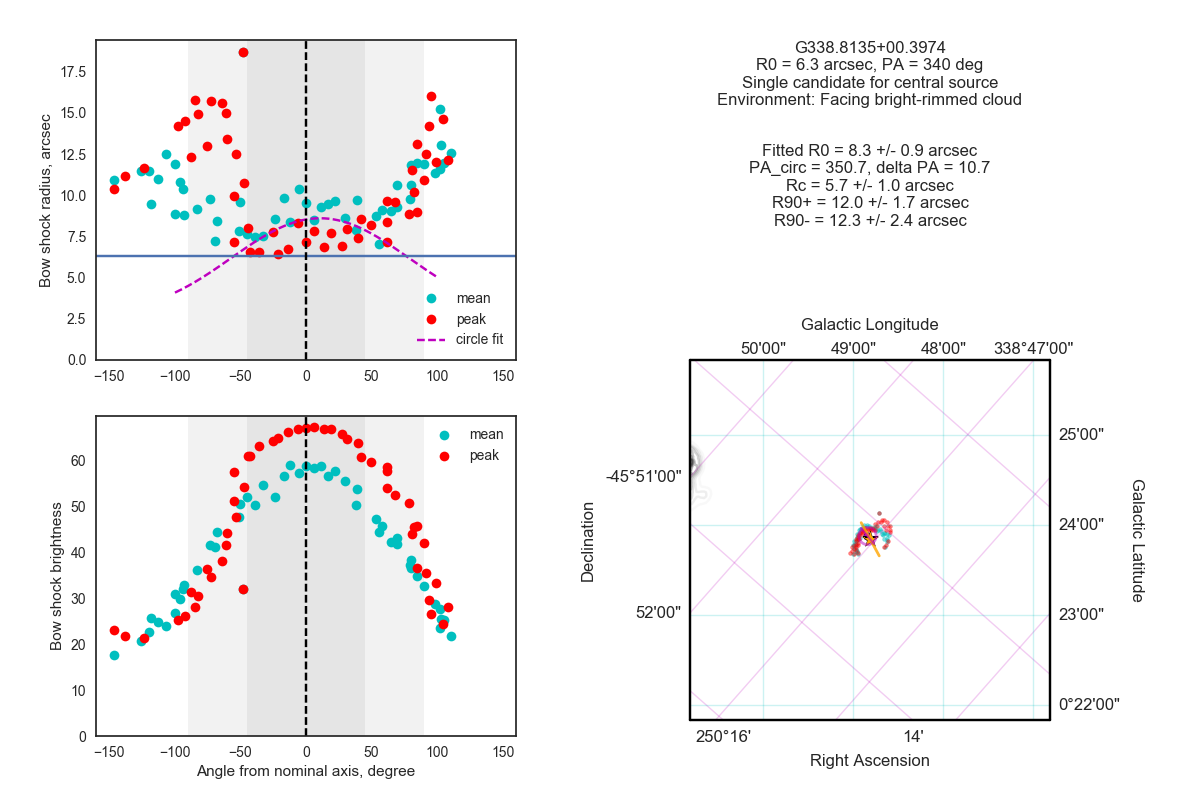 G338.8135+00.3974
R0 = 6.3 arcsec, PA = 340 deg
Single candidate for central source
Environment: Facing bright-rimmed cloud
Fitted R0 = 8.3 +/- 0.9 arcsec
PA_circ = 350.7, delta PA = 10.7
Rc = 5.7 +/- 1.0 arcsec
R90+ = 12.0 +/- 1.7 arcsec
R90- = 12.3 +/- 2.4 arcsec
Bow shock radius, arcsec
17.5
15.0
12.5
10.0
7.5
5.0
2.5
0.0
mean
peak
circle fit
−150 −100 −50 0 50 100 150
Bow shock brightness
60
50
40
30
20
10
0
mean
peak
−150 −100 −50 0 50 100 150
Angle from nominal axis, degree
Galactic Longitude
50'00" 49'00" 48'00" 338°47'00"
25'00"
24'00"
23'00"
0°22'00"
Galactic Latitude
-45°51'00"
52'00"
Declination
250°16' 14'
Right Ascension